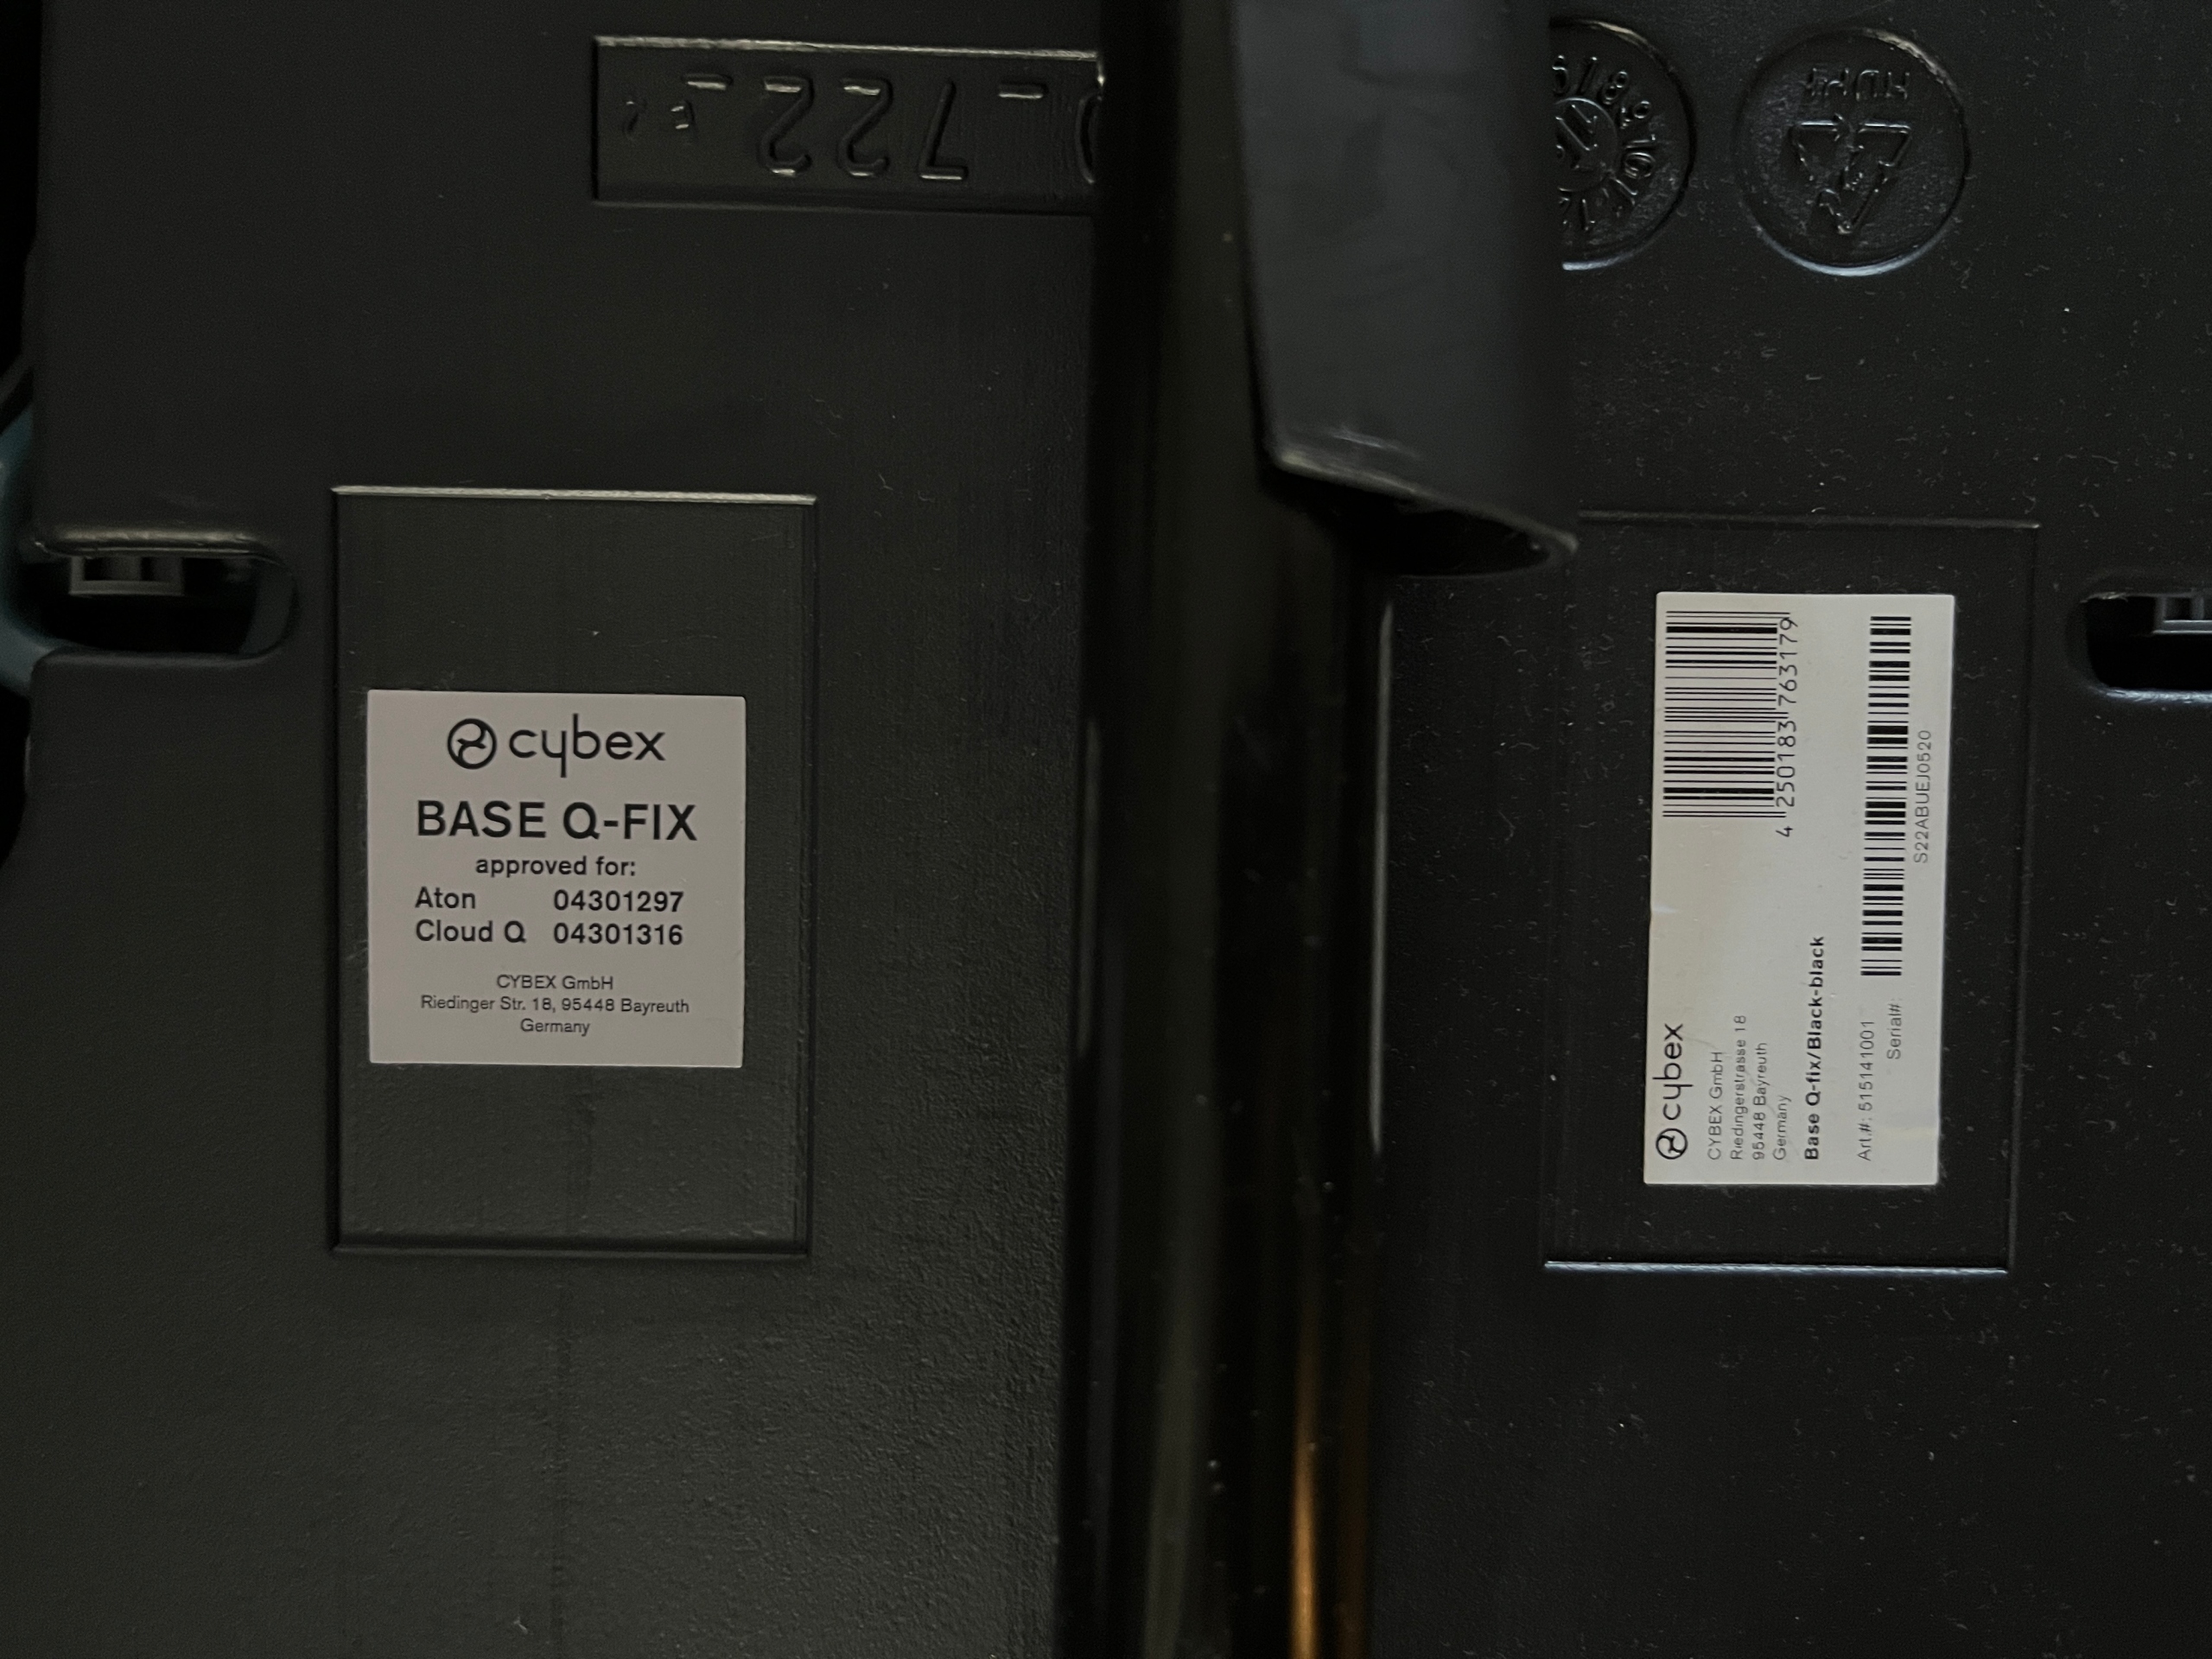 722
cybex
BASE Q-FIX
approved for:
Aton 04301297
Cloud Q 04301316
CYBEX GmbH
Riedinger Str. 18, 95448 Bayreuth
Germany
cybex
CYBEX GmbH
Riedingerstrasse 18
95448 Bayreuth
Germany
4 250183 763179
Base Q-fix/Black-black
Art.#: 515141001
Serial#:
S22ABUEJ0520